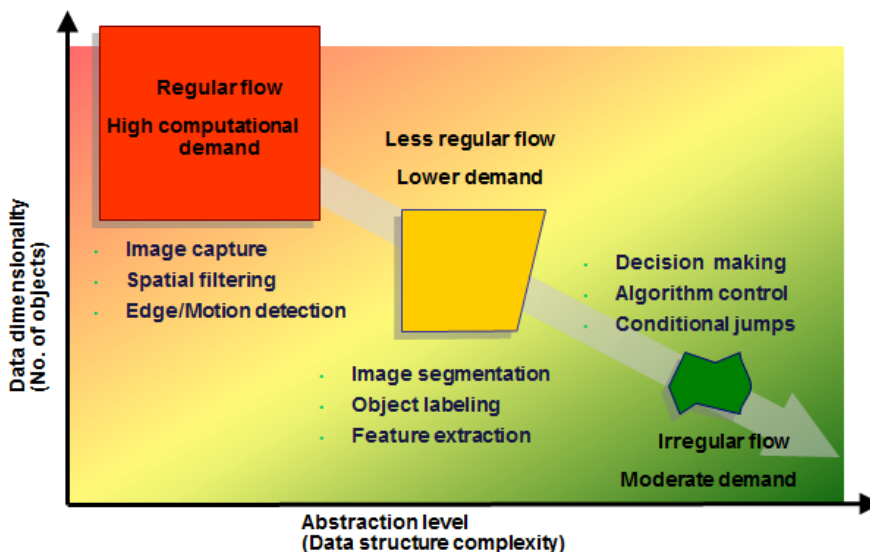 Regular flow
High computational
demand
Less regular flow
Lower demand
Image capture
Spatial filtering
Edge/Motion detection
Decision making
Algorithm control
Conditional jumps
Image segmentation
Object labeling
Feature extraction
Irregular flow
Moderate demand
Data dimensionality
(No. of objects)
Abstraction level
(Data structure complexity)